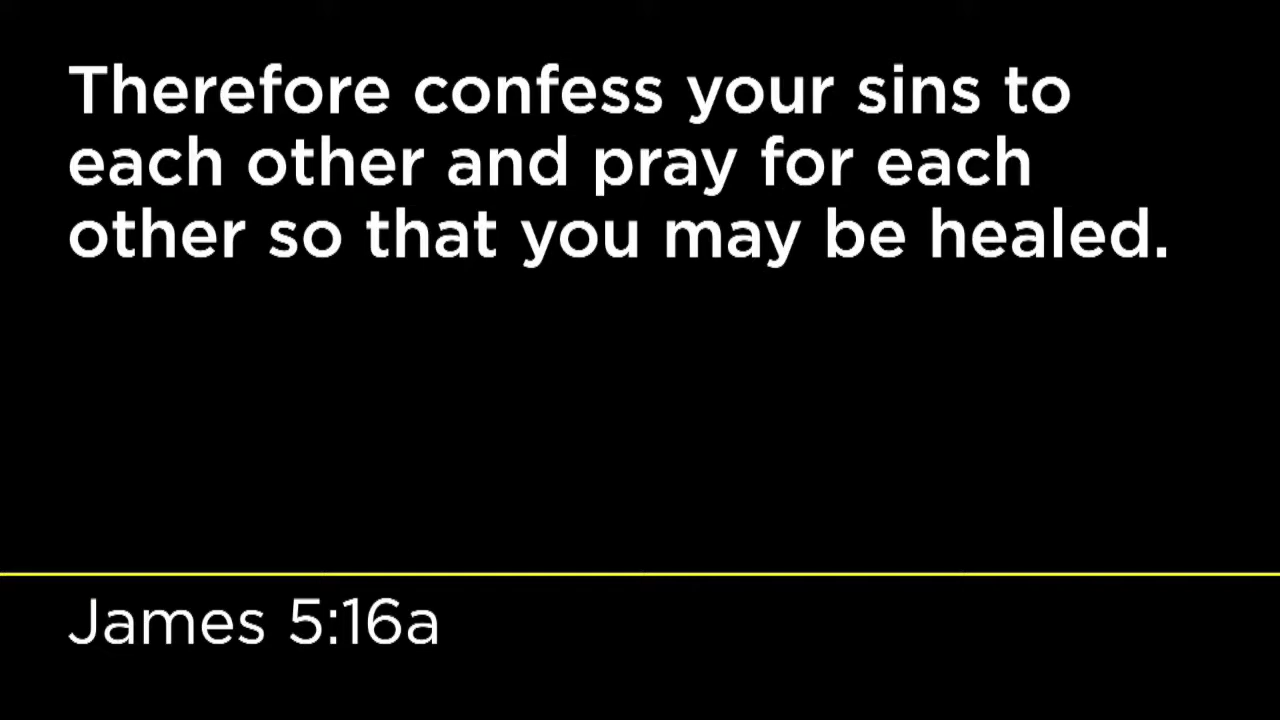 Therefore confess your sins to
each other and pray for each
other so that you may be healed.
James 5:16a